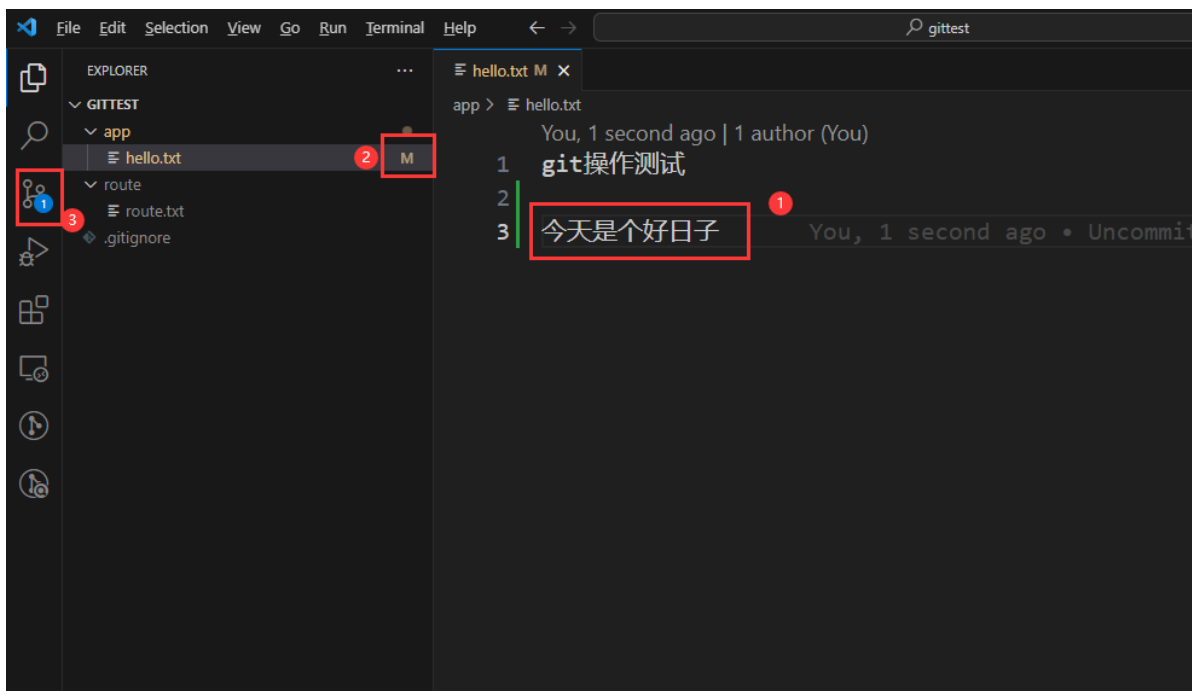 File Edit Selection View Go Run Terminal Help
gittest
EXPLORER
hello.txt M
GITTEST
app > hello.txt
app
You, 1 second ago | 1 author (You)
hello.txt
2
M
1
git操作测试
route
2
1
1
route.txt
3
3
今天是个好日子
You, 1 second ago • Uncommit
.gitignore